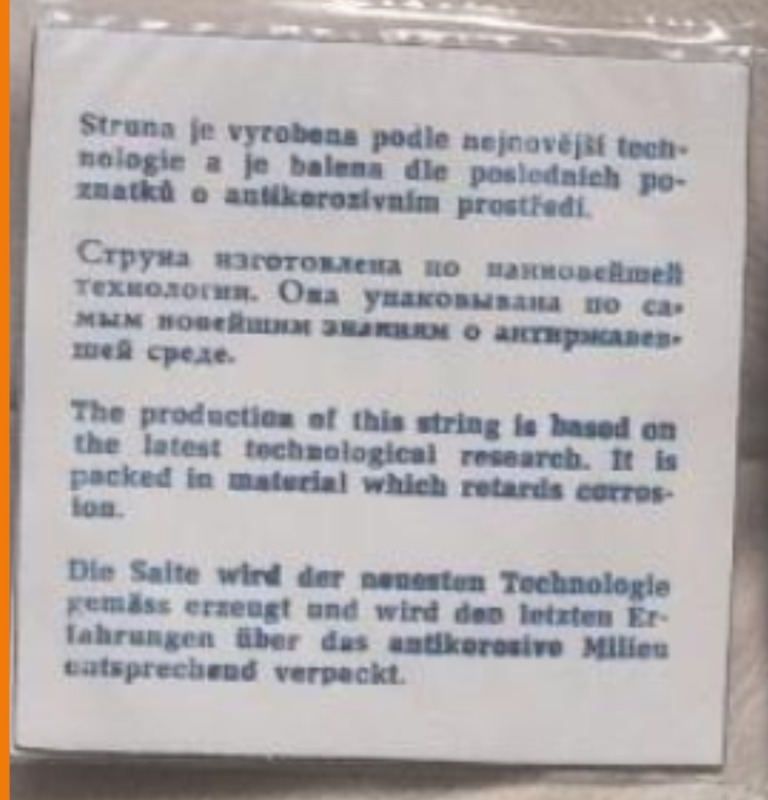 Struna je vyrobena podle nejnovější tech-
nologie a je balena dle posledních po-
znatků o antikorozivním prostředí.
Струна изготовлена по наиновейшей
технологии. Она упаковывана по са-
мым новейшим знаниям о антиржавев-
шей среде.
The production of this string is based on
the latest technological research. It is
packed in material which retards corros-
ion.
Die Saite wird der neuesten Technologie
gemäss erzeugt und wird den letzten Er-
fahrungen über das antikorosive Milieu
entsprechend verpackt.